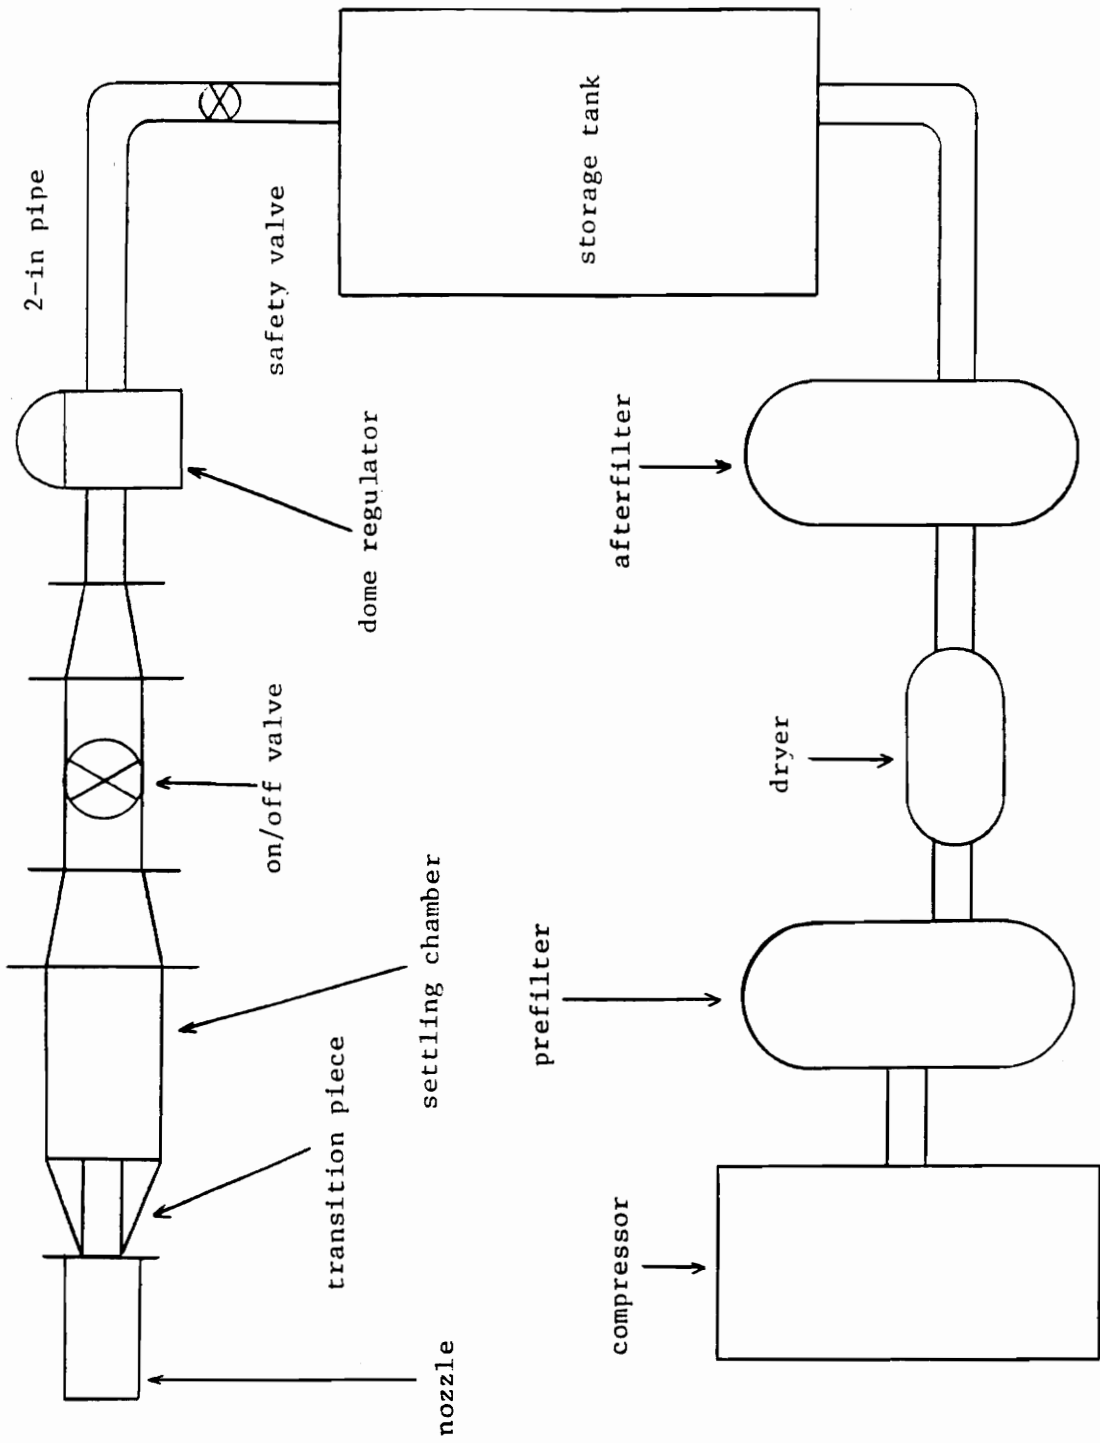 2-in pipe
safety valve
storage tank
dome regulator
on/off valve
settling chamber
transition piece
nozzle
afterfilter
dryer
prefilter
compressor